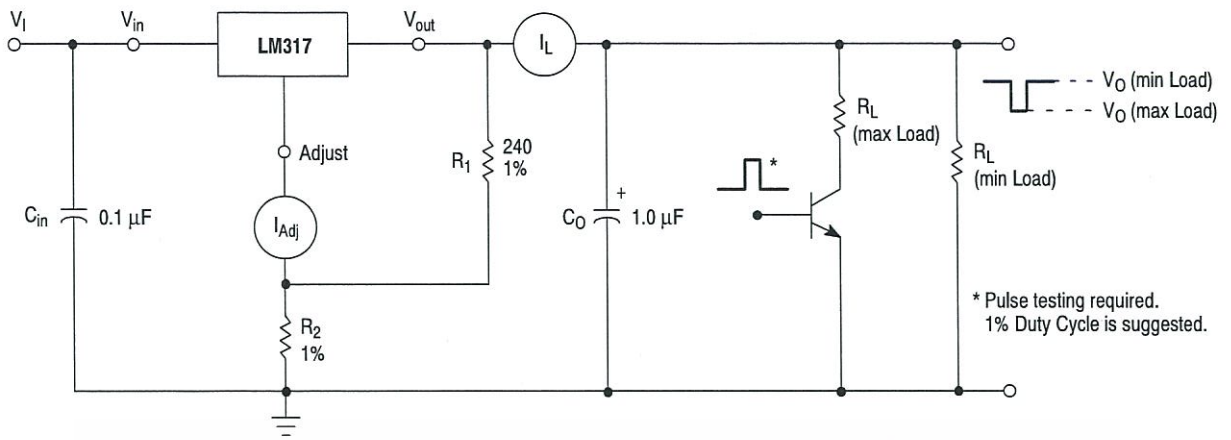 V_I
V_in
LM317
V_out
I_L
V_O (min Load)
V_O (max Load)
R_L
(max Load)
R_L
(min Load)
Adjust
R_1
240
1%
*
C_in
0.1 μF
I_Adj
C_O
+
1.0 μF
R_2
1%
* Pulse testing required.
1% Duty Cycle is suggested.